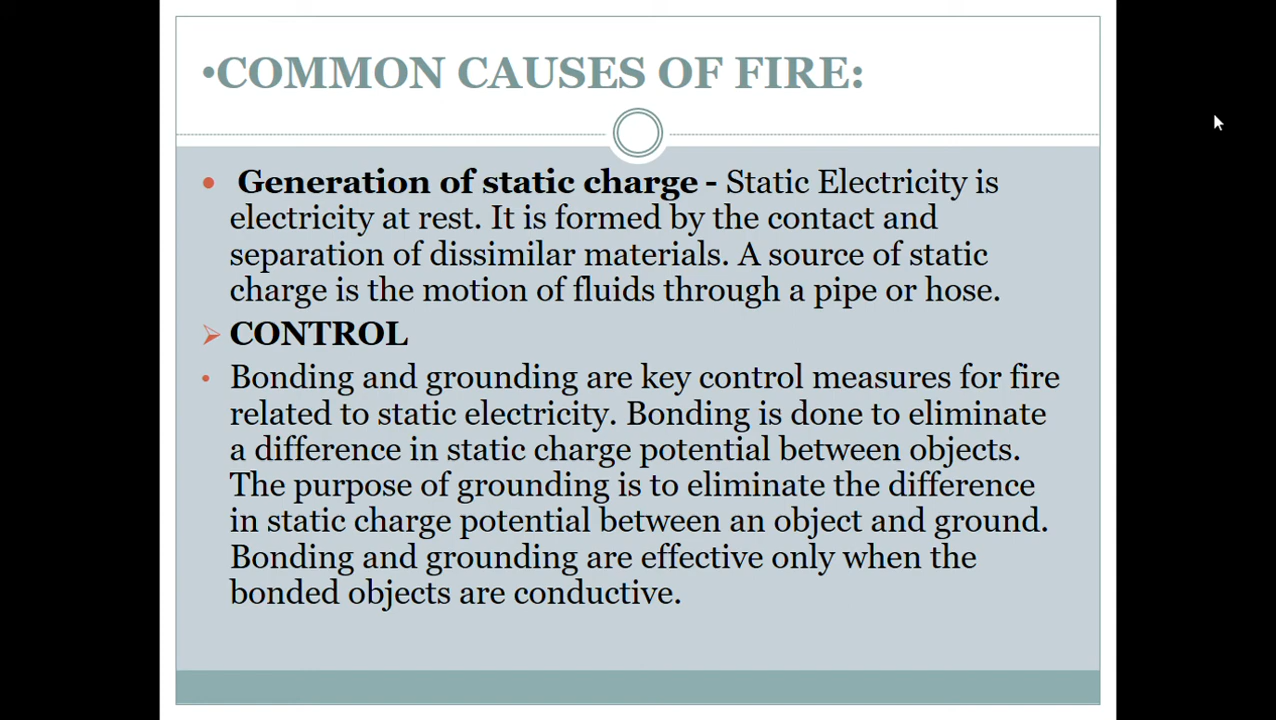 •COMMON CAUSES OF FIRE:
• Generation of static charge - Static Electricity is
electricity at rest. It is formed by the contact and
separation of dissimilar materials. A source of static
charge is the motion of fluids through a pipe or hose.
➢ CONTROL
• Bonding and grounding are key control measures for fire
related to static electricity. Bonding is done to eliminate
a difference in static charge potential between objects.
The purpose of grounding is to eliminate the difference
in static charge potential between an object and ground.
Bonding and grounding are effective only when the
bonded objects are conductive.